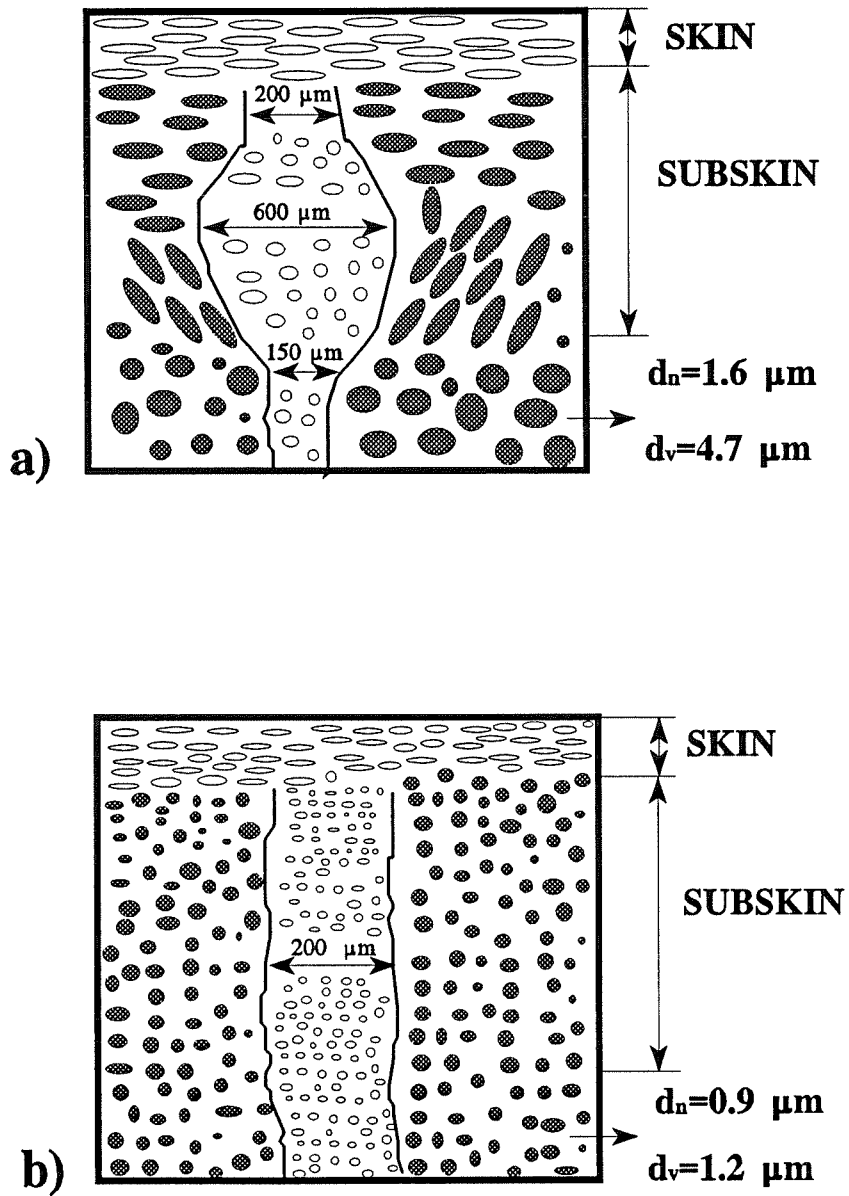 SKIN
200 μm
SUBSKIN
600 μm
150 μm
dn=1.6 μm
a)
dv=4.7 μm
SKIN
SUBSKIN
200 μm
dn=0.9 μm
b)
dv=1.2 μm